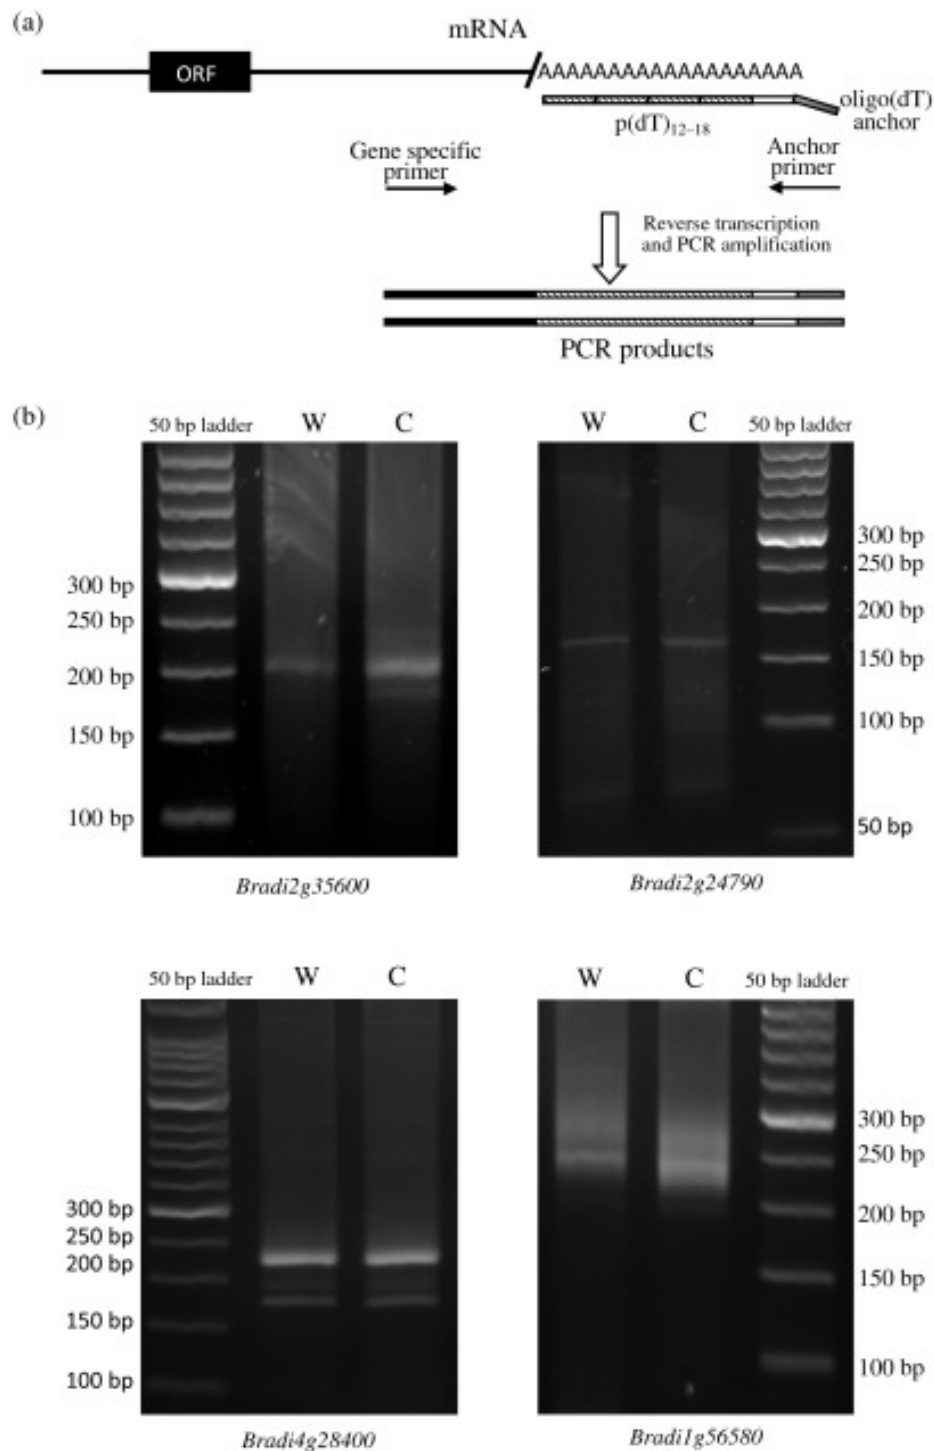 (a)
mRNA
ORF
AAAAAAAAAAAAAAAAAAA
p(dT)12–18
oligo(dT)
anchor
Gene specific
primer
Anchor
primer
Reverse transcription
and PCR amplification
PCR products
(b)
50 bp ladder W C
300 bp
250 bp
200 bp
150 bp
100 bp
Bradi2g35600
W C 50 bp ladder
300 bp
250 bp
200 bp
150 bp
100 bp
50 bp
Bradi2g24790
50 bp ladder W C
300 bp
250 bp
200 bp
150 bp
100 bp
Bradi4g28400
W C 50 bp ladder
300 bp
250 bp
200 bp
150 bp
100 bp
Bradi1g56580